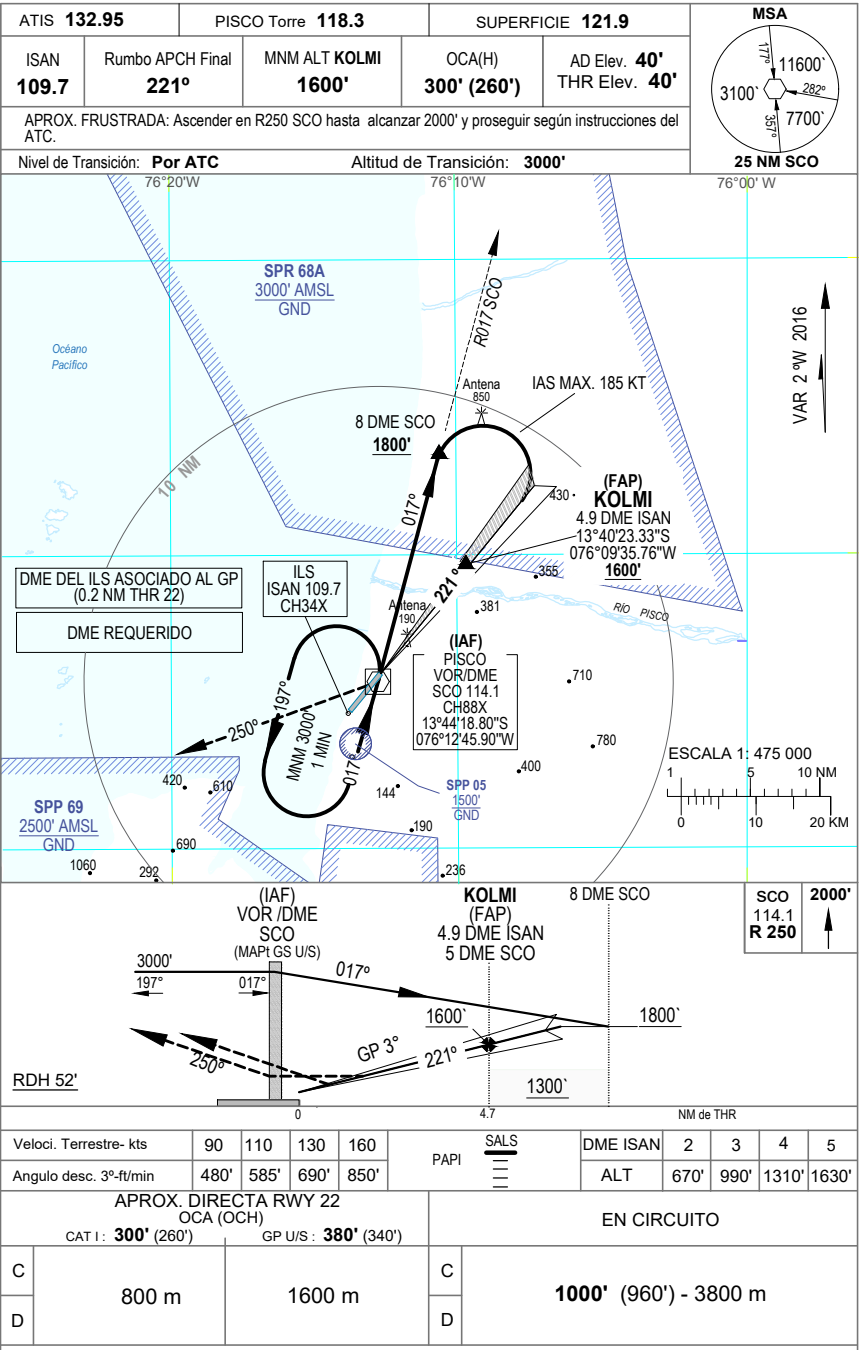 ATIS 132.95
PISCO Torre 118.3
SUPERFICIE 121.9
ISAN
109.7
Rumbo APCH Final
221º
MNM ALT KOLMI
1600'
OCA(H)
300' (260')
AD Elev. 40'
THR Elev. 40'
APROX. FRUSTRADA: Ascender en R250 SCO hasta alcanzar 2000' y proseguir según instrucciones del
ATC.
Nivel de Transición: Por ATC
Altitud de Transición: 3000'
MSA
177º
11600`
3100`
282º
7700`
357º
25 NM SCO
76°20'W
76°10'W
76°00' W
SPR 68A
3000' AMSL
GND
R017 SCO
Océano
Pacífico
VAR 2 ºW 2016
Antena
850
IAS MAX. 185 KT
8 DME SCO
1800'
10 NM
017º
430
(FAP)
KOLMI
4.9 DME ISAN
13°40'23.33"S
076°09'35.76"W
1600'
355
221º
DME DEL ILS ASOCIADO AL GP
(0.2 NM THR 22)
DME REQUERIDO
ILS
ISAN 109.7
CH34X
Antena
190
381
RÍO PISCO
(IAF)
PISCO
VOR/DME
SCO 114.1
CH88X
13°44'18.80"S
076°12'45.90"W
710
197°
250°
MNM 3000'
1 MIN
017°
780
400
ESCALA 1: 475 000
1 5 10 NM
0 10 20 KM
SPP 05
1500'
GND
144
420
610
SPP 69
2500' AMSL
GND
190
690
1060
292
236
(IAF)
VOR /DME
SCO
(MAPt GS U/S)
KOLMI
(FAP)
4.9 DME ISAN
5 DME SCO
8 DME SCO
SCO
114.1
R 250
2000'
3000'
197°
017°
017º
1600`
1800'
GP 3°
221º
250º
RDH 52'
1300`
0 4.7 NM de THR
Veloci. Terrestre- kts 90 110 130 160
Angulo desc. 3º-ft/min 480' 585' 690' 850'
PAPI
SALS
DME ISAN 2 3 4 5
ALT 670' 990' 1310' 1630'
APROX. DIRECTA RWY 22
OCA (OCH)
CAT I : 300' (260')
GP U/S : 380' (340')
EN CIRCUITO
C
D
800 m
1600 m
C
D
1000' (960') - 3800 m